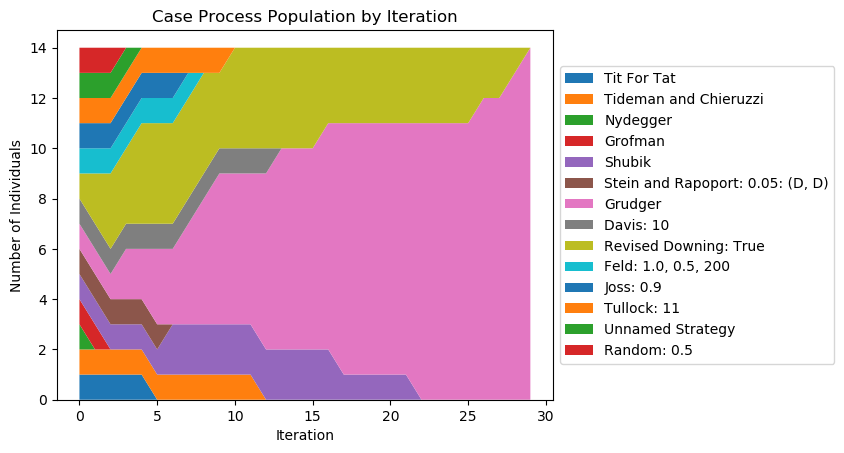 Case Process Population by Iteration
Number of Individuals
14
12
10
8
6
4
2
0
0 5 10 15 20 25 30
Iteration
Tit For Tat
Tideman and Chieruzzi
Nydegger
Grofman
Shubik
Stein and Rapoport: 0.05: (D, D)
Grudger
Davis: 10
Revised Downing: True
Feld: 1.0, 0.5, 200
Joss: 0.9
Tullock: 11
Unnamed Strategy
Random: 0.5